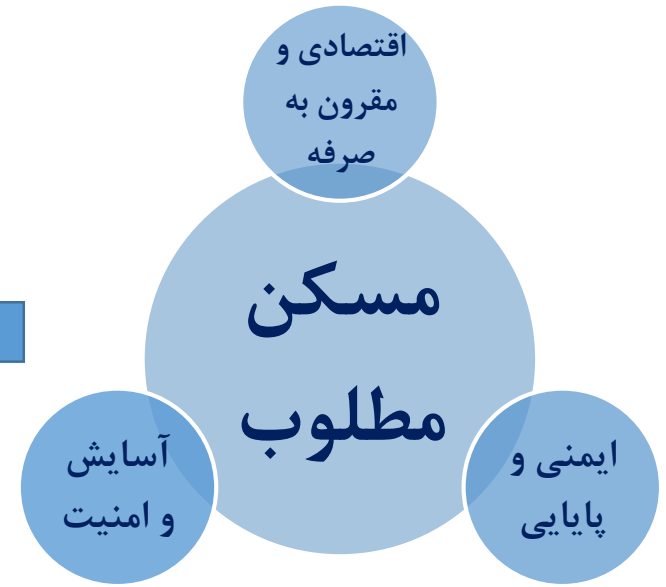 اقتصادی و
مقرون به
صرفه
مسکن
مطلوب
ایمنی و
پایایی
آسایش
و امنیت